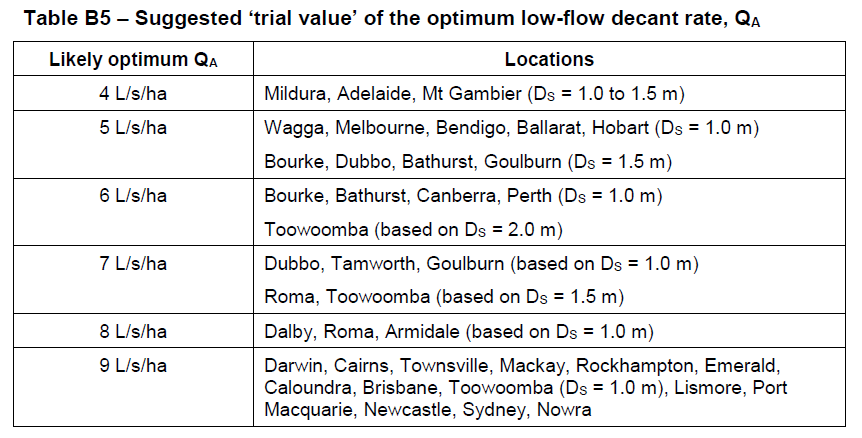 Table B5 – Suggested ‘trial value’ of the optimum low-flow decant rate, QA
Likely optimum QA
Locations
4 L/s/ha
Mildura, Adelaide, Mt Gambier (DS = 1.0 to 1.5 m)
5 L/s/ha
Wagga, Melbourne, Bendigo, Ballarat, Hobart (DS = 1.0 m)
Bourke, Dubbo, Bathurst, Goulburn (DS = 1.5 m)
6 L/s/ha
Bourke, Bathurst, Canberra, Perth (DS = 1.0 m)
Toowoomba (based on DS = 2.0 m)
7 L/s/ha
Dubbo, Tamworth, Goulburn (based on DS = 1.0 m)
Roma, Toowoomba (based on DS = 1.5 m)
8 L/s/ha
Dalby, Roma, Armidale (based on DS = 1.0 m)
9 L/s/ha
Darwin, Cairns, Townsville, Mackay, Rockhampton, Emerald,
Caloundra, Brisbane, Toowoomba (DS = 1.0 m), Lismore, Port
Macquarie, Newcastle, Sydney, Nowra